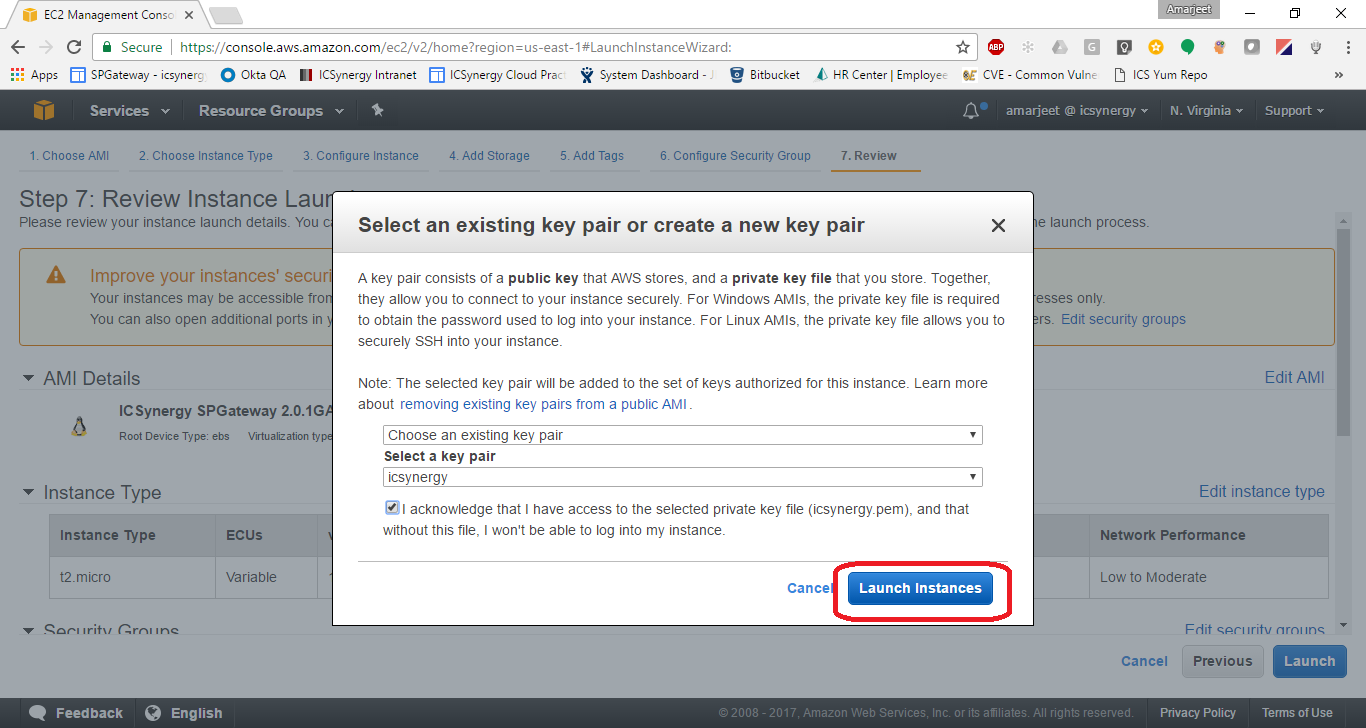 EC2 Management Conso
Amarjeet
Secure
https://console.aws.amazon.com/ec2/v2/home?region=us-east-1#LaunchInstanceWizard:
ABP
G
Apps
SPGateway - icsynerg
Okta QA
ICSynergy Intranet
ICSynergy Cloud Prac
System Dashboard - J
Bitbucket
HR Center | Employee
CVE - Common Vulne
ICS Yum Repo
»
Services
Resource Groups
amarjeet @ icsynergy
N. Virginia
Support
1. Choose AMI
2. Choose Instance Type
3. Configure Instance
4. Add Storage
5. Add Tags
6. Configure Security Group
7. Review
Step 7: Review Instance Laun
Please review your instance launch details. You ca
he launch process.
Improve your instances' securi
Your instances may be accessible from
resses only.
You can also open additional ports in y
ers. Edit security groups
AMI Details
Edit AMI
ICSynergy SPGateway 2.0.1GA
Root Device Type: ebs Virtualization type
Instance Type
Edit instance type
Instance Type
ECUs
v
Network Performance
t2.micro
Variable
Low to Moderate
Security Groups
Edit security groups
Select an existing key pair or create a new key pair
A key pair consists of a public key that AWS stores, and a private key file that you store. Together,
they allow you to connect to your instance securely. For Windows AMIs, the private key file is required
to obtain the password used to log into your instance. For Linux AMIs, the private key file allows you to
securely SSH into your instance.
Note: The selected key pair will be added to the set of keys authorized for this instance. Learn more
about removing existing key pairs from a public AMI .
Choose an existing key pair
Select a key pair
icsynergy
I acknowledge that I have access to the selected private key file (icsynergy.pem), and that
without this file, I won't be able to log into my instance.
Cancel
Launch Instances
Cancel
Previous
Launch
Feedback
English
© 2008 - 2017, Amazon Web Services, Inc. or its affiliates. All rights reserved.
Privacy Policy
Terms of Use